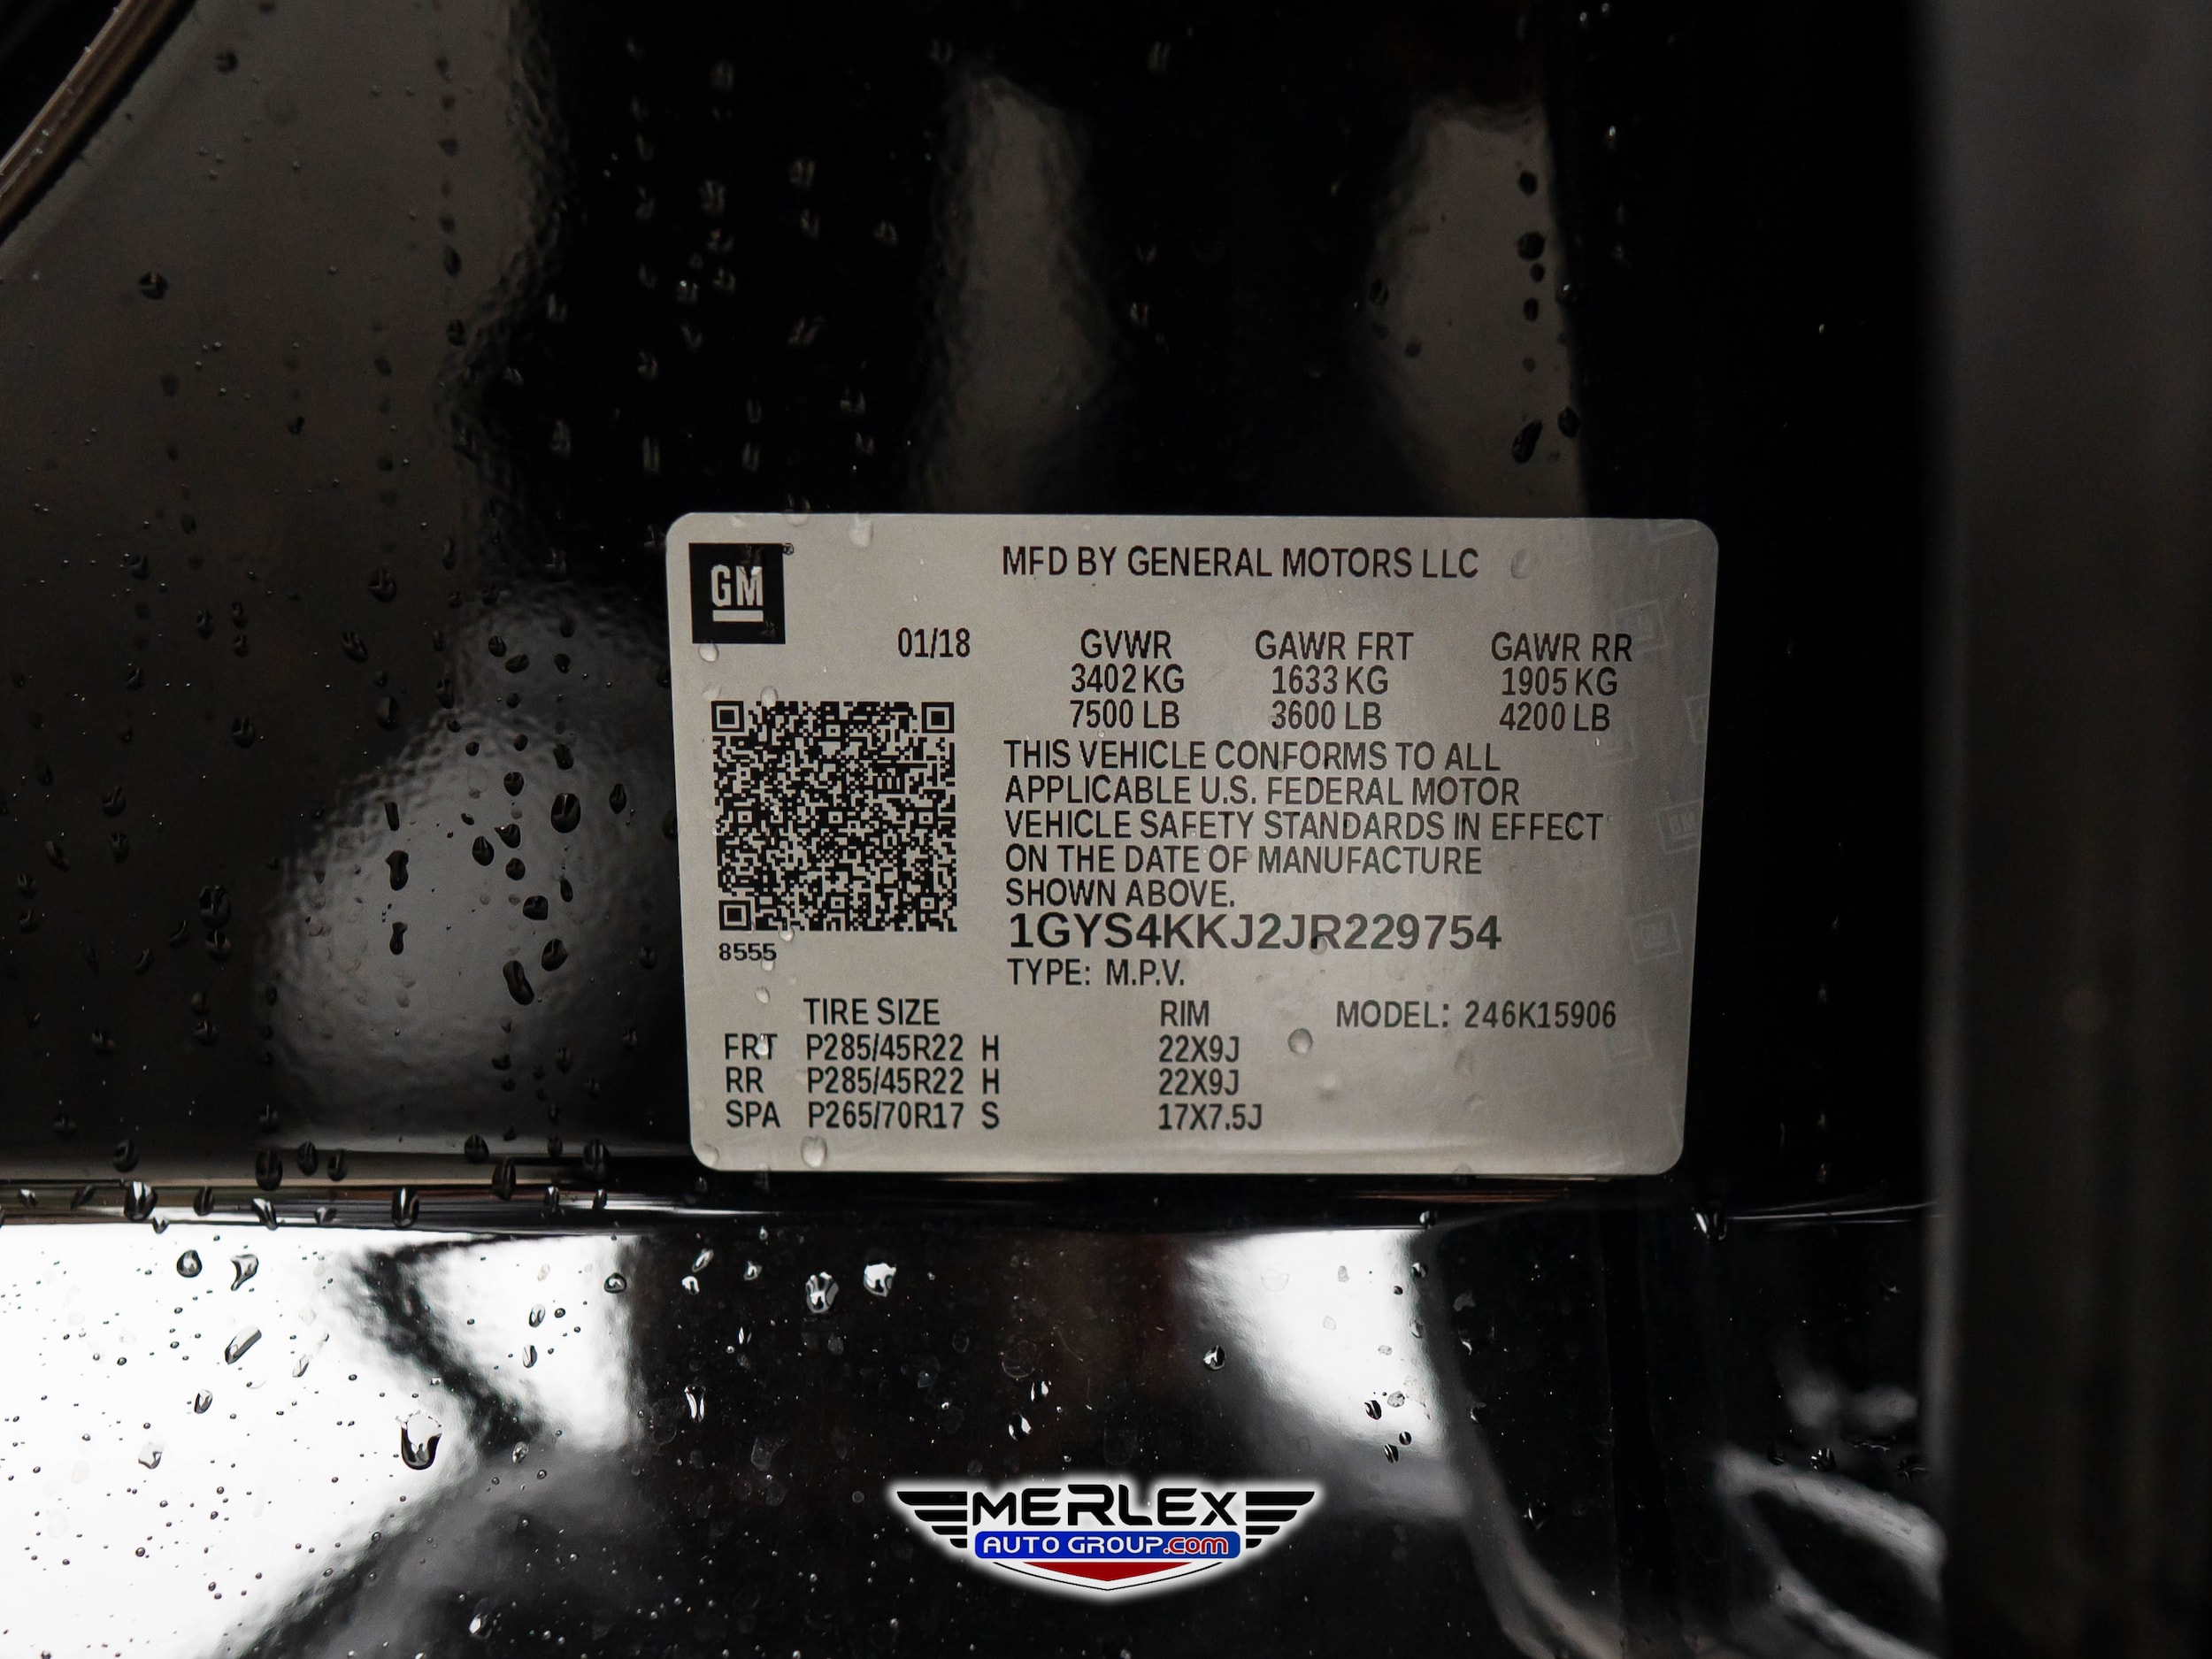 GM
MFD BY GENERAL MOTORS LLC
01/18 GVWR GAWR FRT GAWR RR
3402 KG 1633 KG 1905 KG
7500 LB 3600 LB 4200 LB
THIS VEHICLE CONFORMS TO ALL
APPLICABLE U.S. FEDERAL MOTOR
VEHICLE SAFETY STANDARDS IN EFFECT
ON THE DATE OF MANUFACTURE
SHOWN ABOVE.
1GYS4KKJ2JR229754
8555
TYPE: M.P.V.
TIRE SIZE RIM MODEL: 246K15906
FRT P285/45R22 H 22X9J
RR P285/45R22 H 22X9J
SPA P265/70R17 S 17X7.5J
MERLEX
AUTO GROUP.com